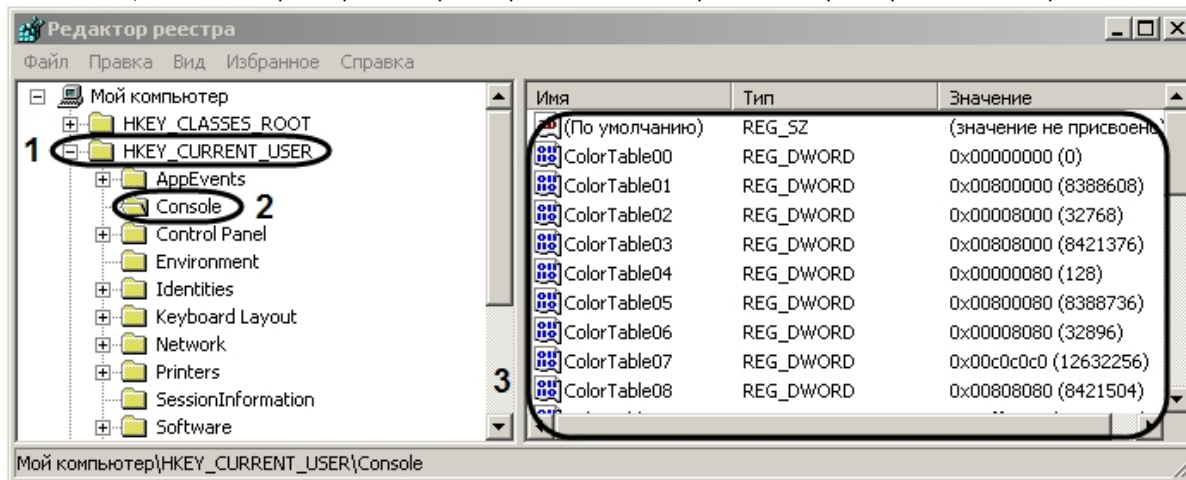 Редактор реестра
Файл Правка Вид Избранное Справка
Мой компьютер
HKEY_CLASSES_ROOT
1 HKEY_CURRENT_USER
AppEvents
Console 2
Control Panel
Environment
Identities
Keyboard Layout
Network
Printers
SessionInformation
Software
3
Имя Тип Значение
(По умолчанию) REG_SZ (значение не присвоено
ColorTable00 REG_DWORD 0x00000000 (0)
ColorTable01 REG_DWORD 0x00800000 (8388608)
ColorTable02 REG_DWORD 0x00008000 (32768)
ColorTable03 REG_DWORD 0x00808000 (8421376)
ColorTable04 REG_DWORD 0x00000080 (128)
ColorTable05 REG_DWORD 0x00800080 (8388736)
ColorTable06 REG_DWORD 0x00008080 (32896)
ColorTable07 REG_DWORD 0x00c0c0c0 (12632256)
ColorTable08 REG_DWORD 0x00808080 (8421504)
Мой компьютер\HKEY_CURRENT_USER\Console